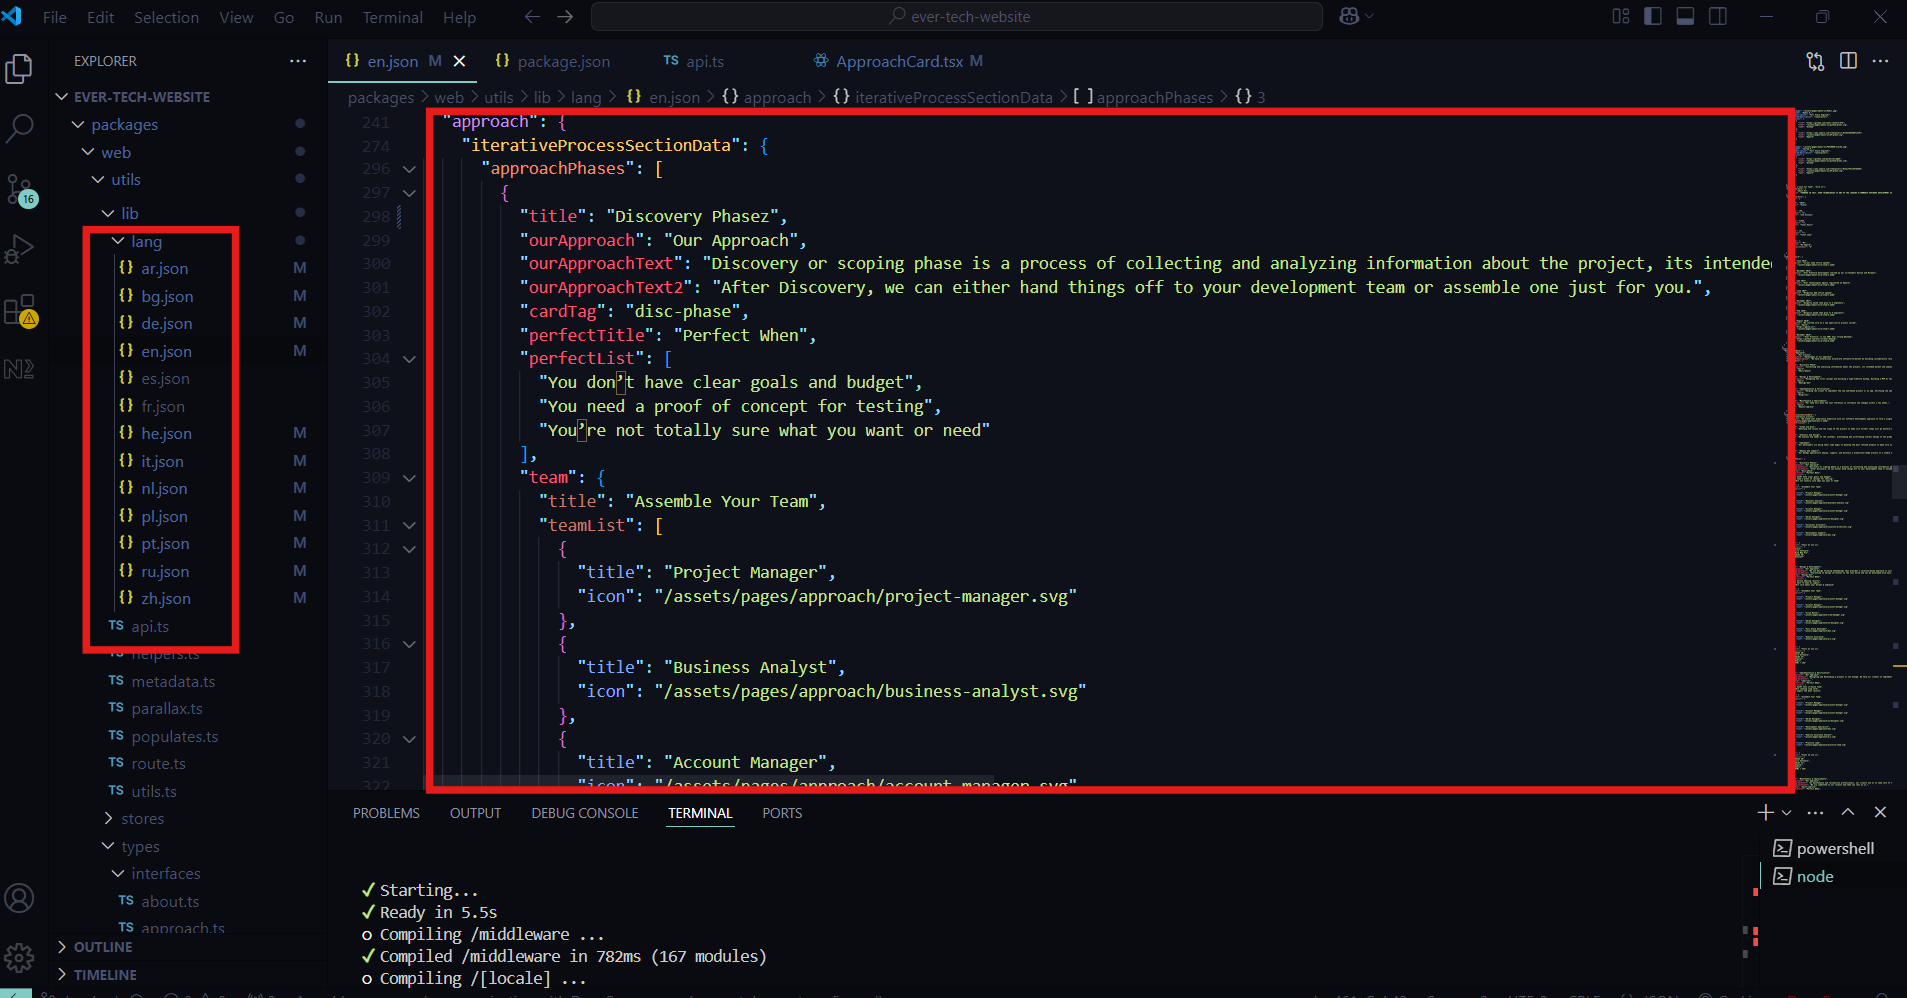 File Edit Selection View Go Run Terminal Help
ever-tech-website
EXPLORER
EVER-TECH-WEBSITE
packages
web
utils
lib
lang
ar.json M
bg.json M
de.json M
en.json M
es.json
fr.json
he.json M
it.json M
nl.json M
pl.json M
pt.json M
ru.json M
zh.json M
TS api.ts
TS helpers.ts
TS metadata.ts
TS parallax.ts
TS populates.ts
TS route.ts
TS utils.ts
stores
types
interfaces
TS about.ts
TS approach.ts
OUTLINE
TIMELINE
16
{} en.json M
{} package.json
TS api.ts
ApproachCard.tsx M
packages > web > utils > lib > lang > {} en.json > {} approach > {} iterativeProcessSectionData > [ ] approachPhases > {} 3
241 "approach": {
274 "iterativeProcessSectionData": {
296 "approachPhases": [
297 {
298 "title": "Discovery Phasez",
299 "ourApproach": "Our Approach",
300 "ourApproachText": "Discovery or scoping phase is a process of collecting and analyzing information about the project, its intended
301 "ourApproachText2": "After Discovery, we can either hand things off to your development team or assemble one just for you.",
302 "cardTag": "disc-phase",
303 "perfectTitle": "Perfect When",
304 "perfectList": [
305 "You don’t have clear goals and budget",
306 "You need a proof of concept for testing",
307 "You’re not totally sure what you want or need"
308 ],
309 "team": {
310 "title": "Assemble Your Team",
311 "teamList": [
312 {
313 "title": "Project Manager",
314 "icon": "/assets/pages/approach/project-manager.svg"
315 },
316 {
317 "title": "Business Analyst",
318 "icon": "/assets/pages/approach/business-analyst.svg"
319 },
320 {
321 "title": "Account Manager",
322 "icon": "/assets/pages/approach/account-manager.svg"
PROBLEMS OUTPUT DEBUG CONSOLE TERMINAL PORTS
✓ Starting...
✓ Ready in 5.5s
○ Compiling /middleware ...
✓ Compiled /middleware in 782ms (167 modules)
○ Compiling /[locale] ...
powershell
node